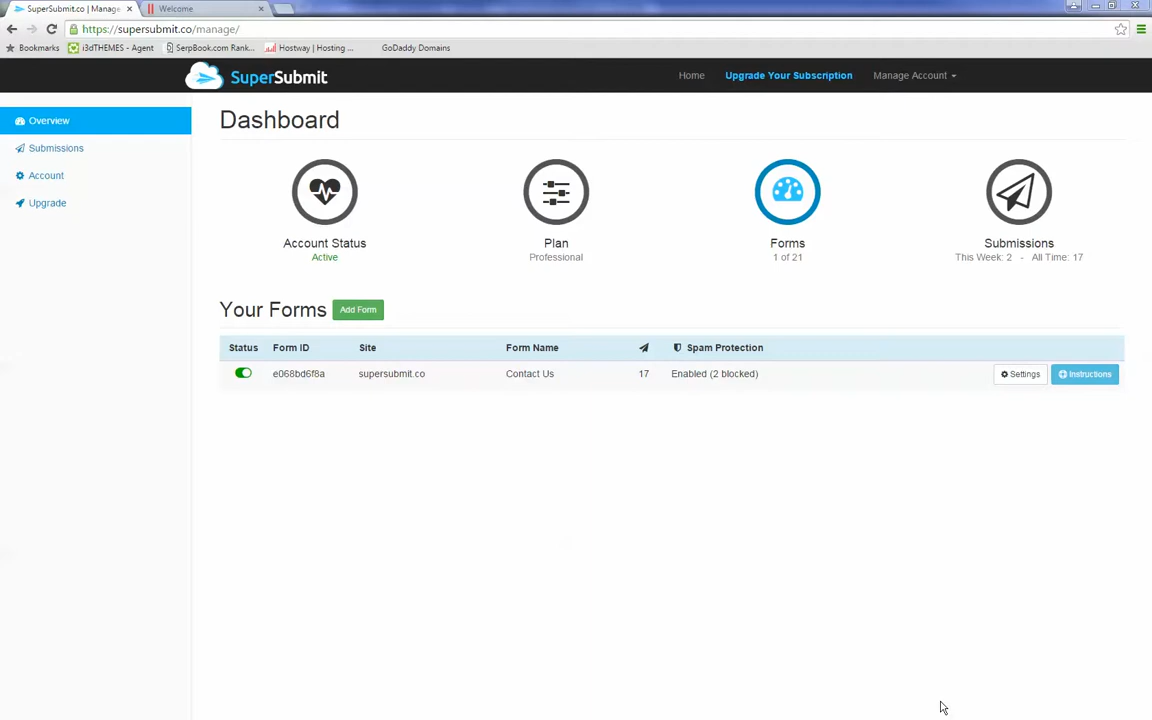 SuperSubmit.co | Manage
Welcome
https://supersubmit.co/manage/
Bookmarks i3dTHEMES - Agent SerpBook.com Rank... Hostway | Hosting ... GoDaddy Domains
SuperSubmit Home Upgrade Your Subscription Manage Account
Overview
Submissions
Account
Upgrade
Dashboard
Account Status Plan Forms Submissions
Active Professional 1 of 21 This Week: 2 - All Time: 17
Your Forms Add Form
Status Form ID Site Form Name Spam Protection
e068bd6f8a supersubmit.co Contact Us 17 Enabled (2 blocked) Settings Instructions